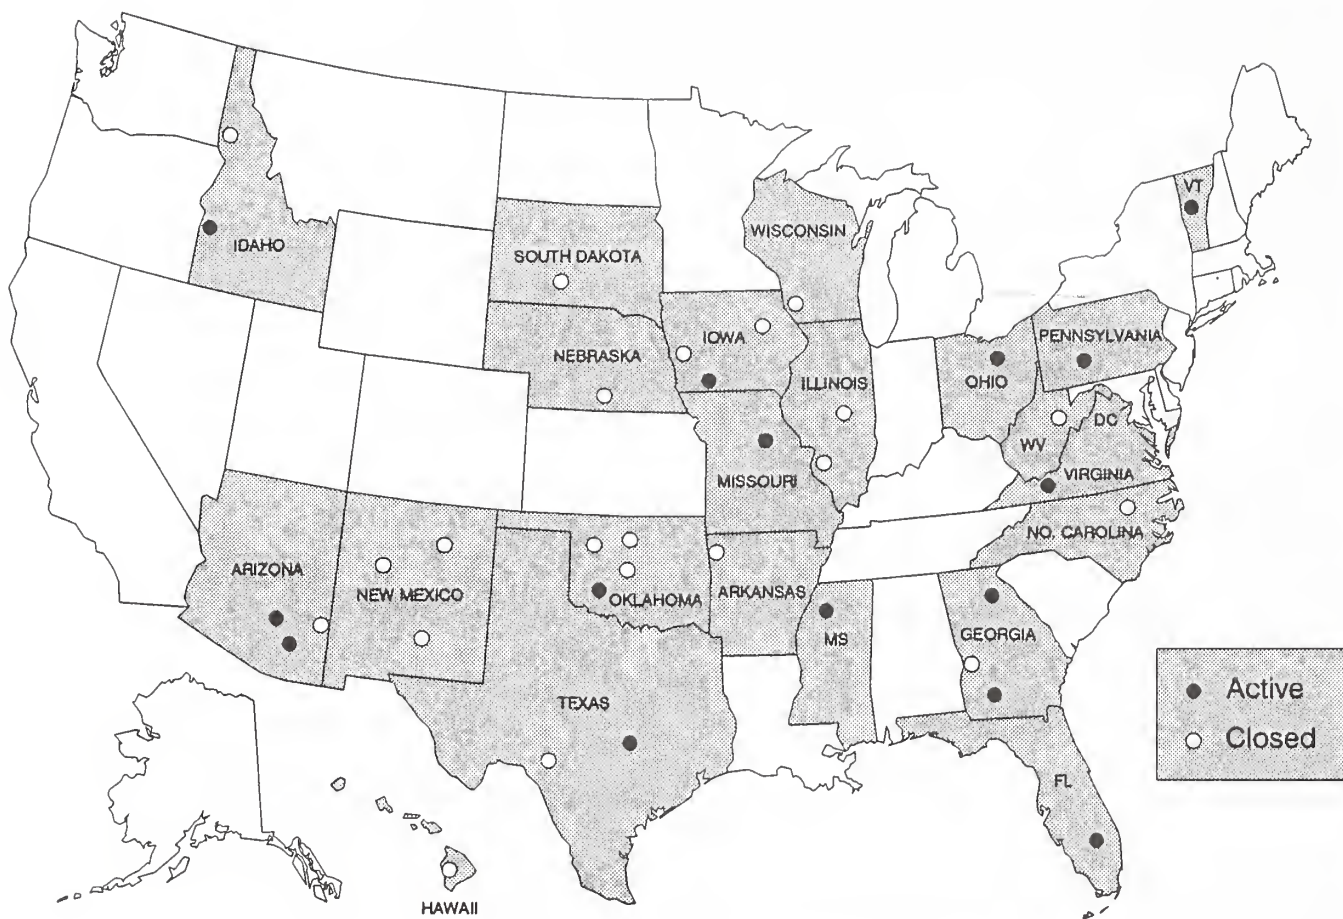 VT
WISCONSIN
IDAHO
SOUTH DAKOTA
IOWA
PENNSYLVANIA
NEBRASKA
ILLINOIS
OHIO
DC
WV
VIRGINIA
MISSOURI
NO. CAROLINA
ARIZONA
NEW MEXICO
OKLAHOMA
ARKANSAS
MS
GEORGIA
TEXAS
Active
Closed
FL
HAWAII